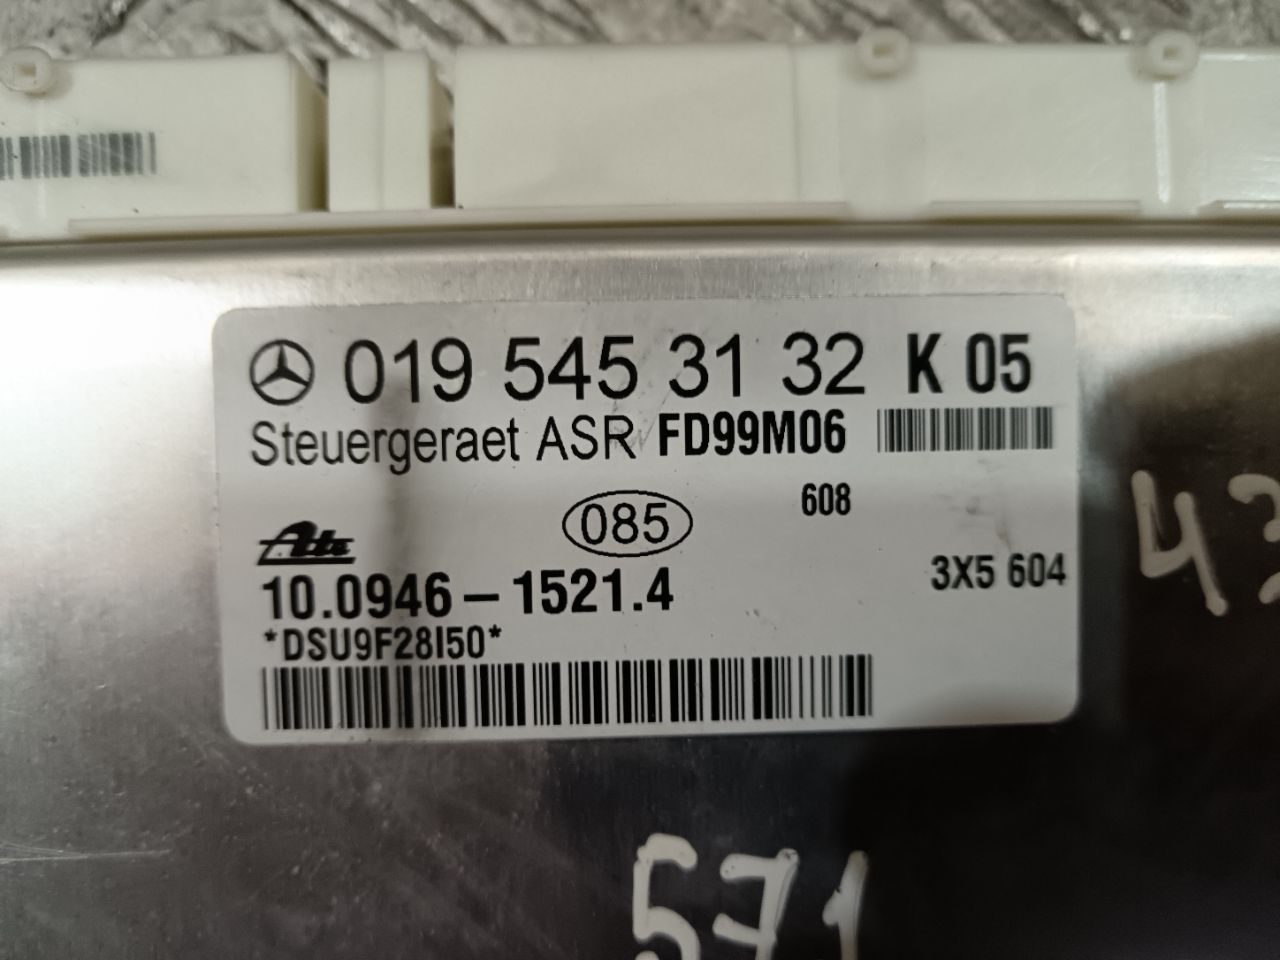 019 545 31 32 K 05
Steuergeraet ASR FD99M06
085
608
Ate
10.0946-1521.4
3X5 604
*DSU9F28I50*
571